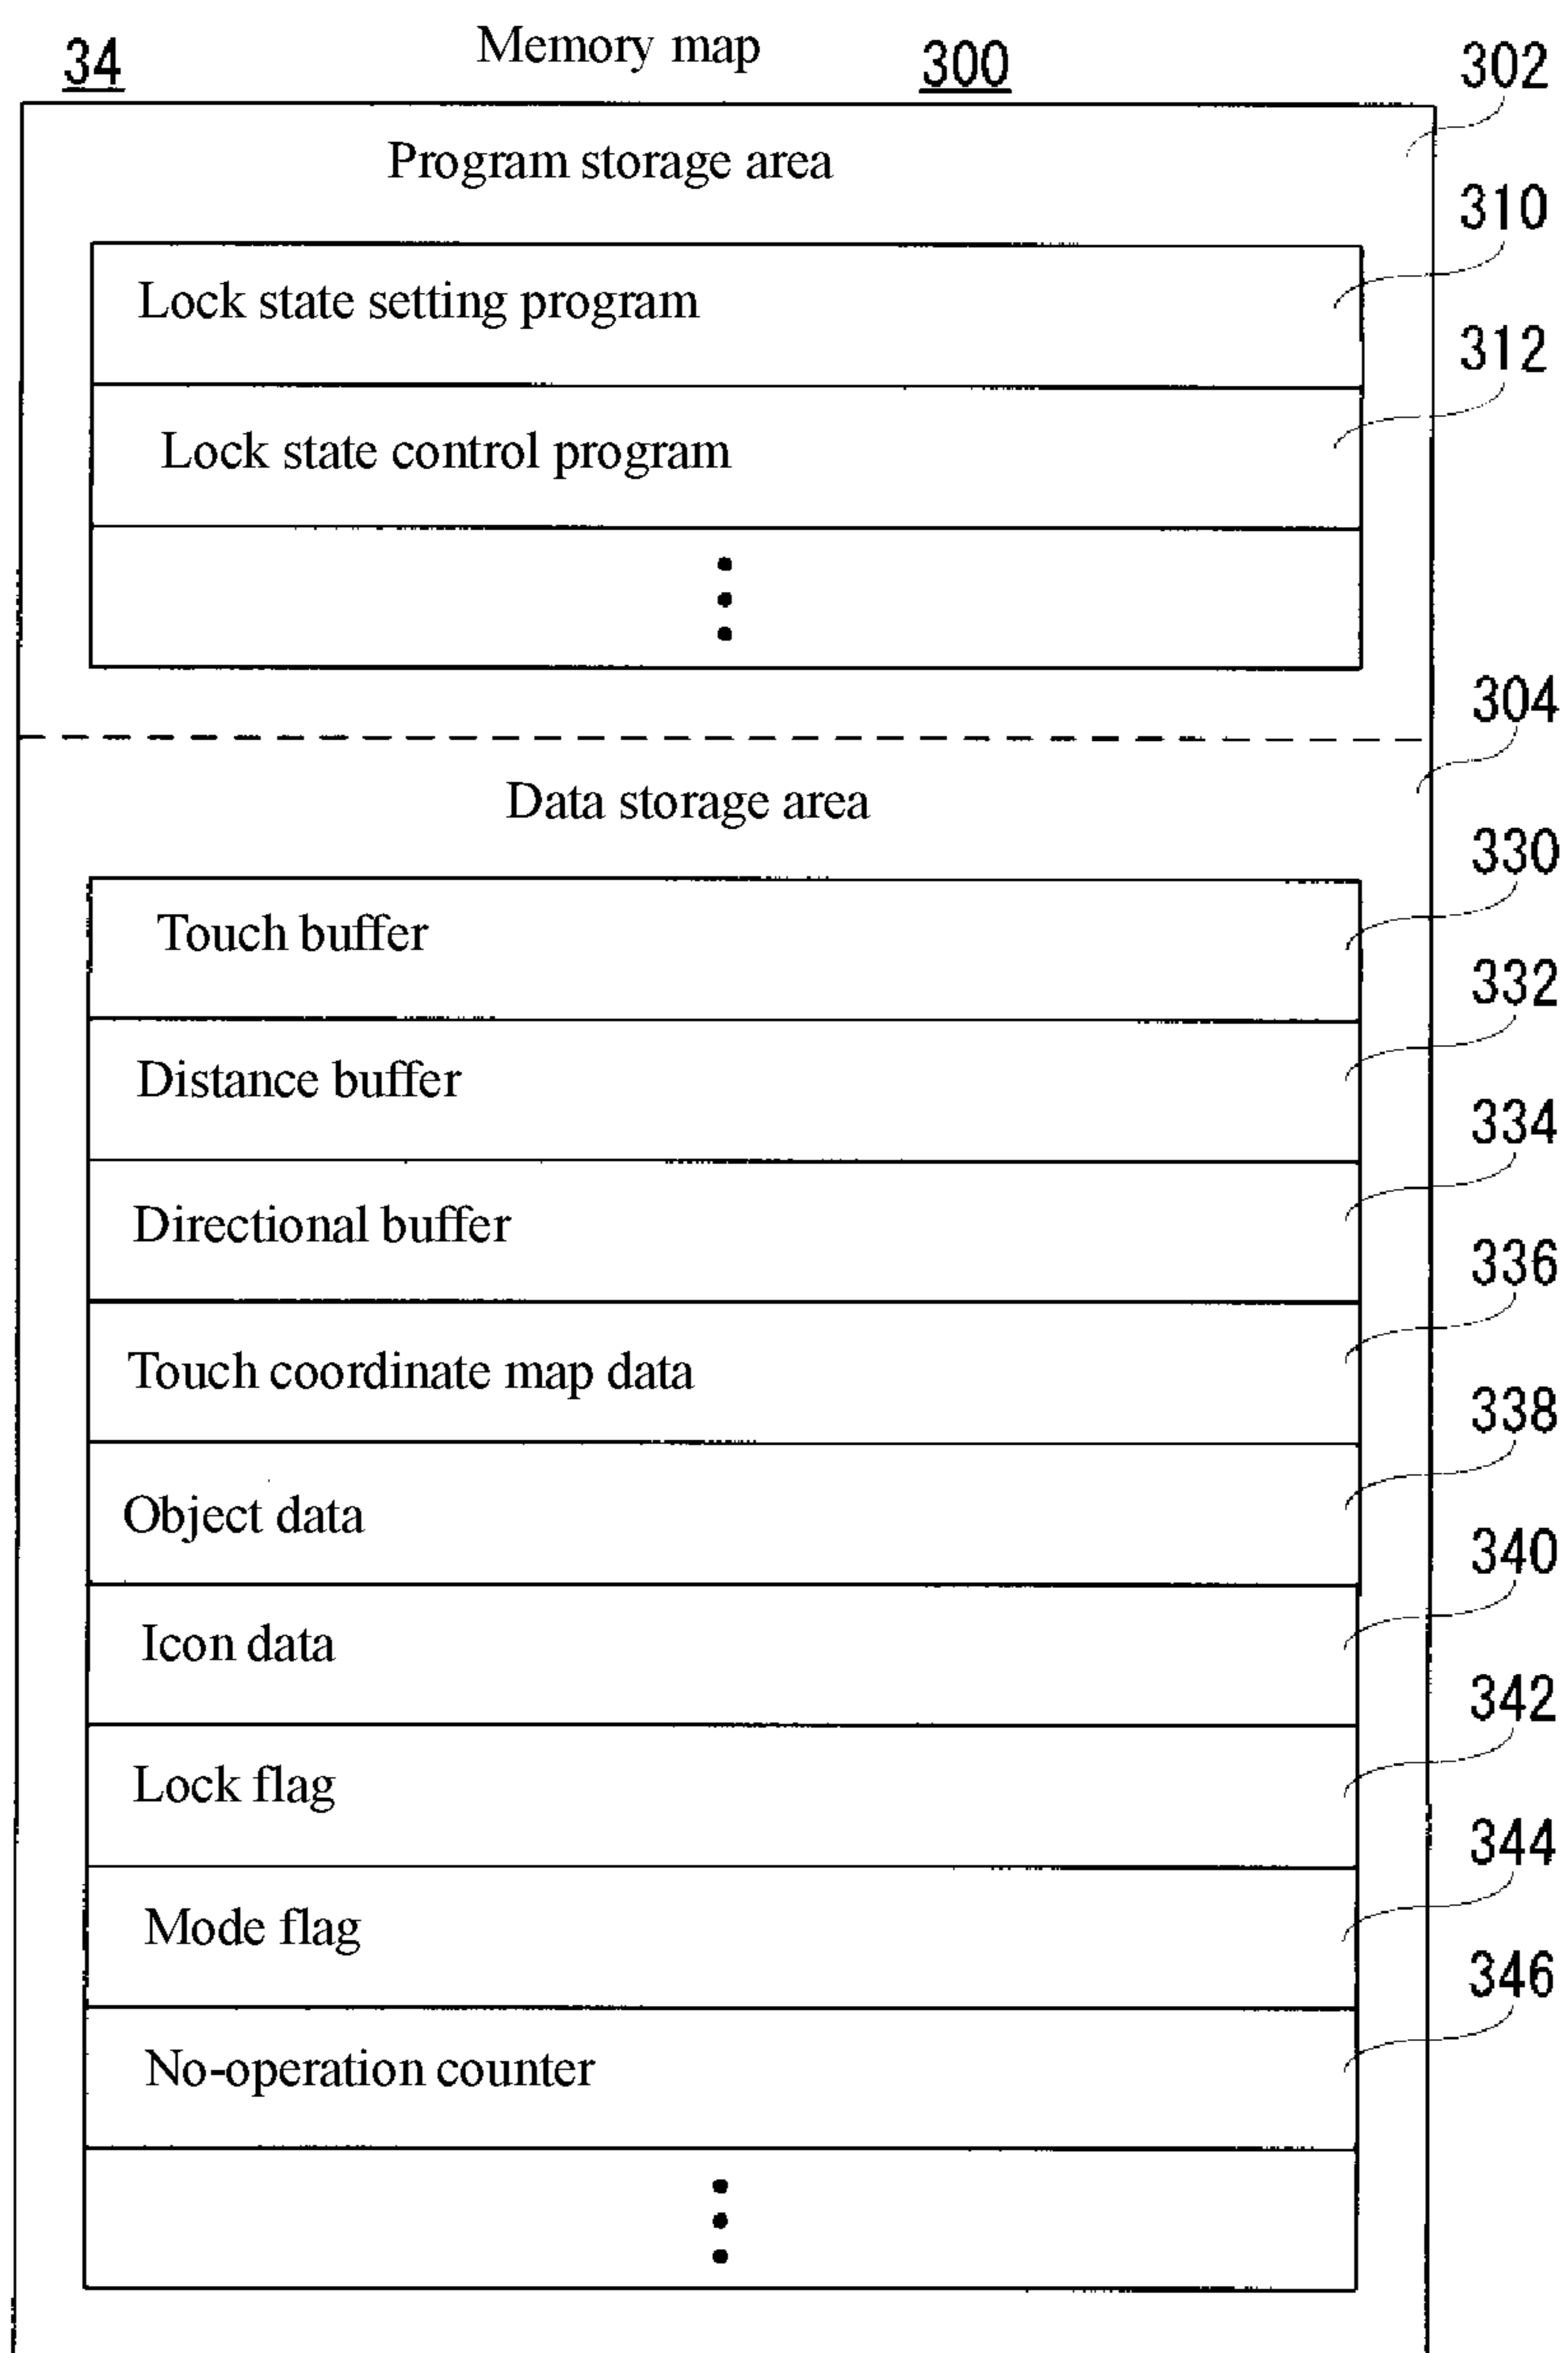 34 Memory map 300 302
Program storage area
310
Lock state setting program
312
Lock state control program
304
Data storage area
330
Touch buffer
332
Distance buffer
334
Directional buffer
336
Touch coordinate map data
338
Object data
340
Icon data
342
Lock flag
344
Mode flag
346
No-operation counter